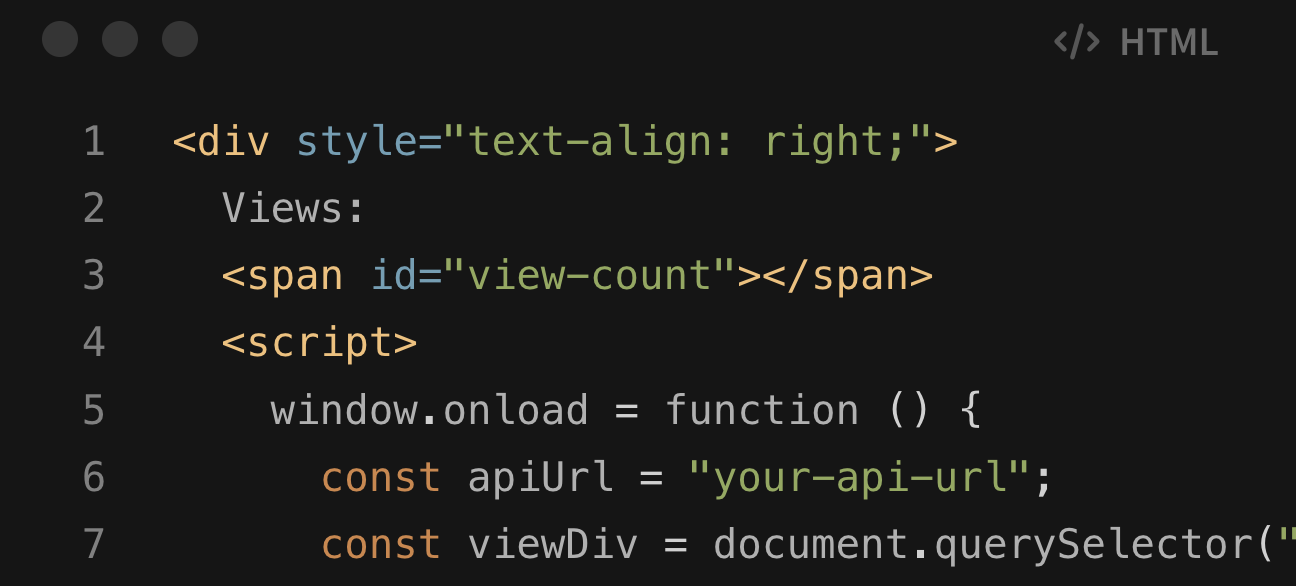 </> HTML
1 <div style="text-align: right;">
2 Views:
3 <span id="view-count"></span>
4 <script>
5 window.onload = function () {
6 const apiUrl = "your-api-url";
7 const viewDiv = document.querySelector("